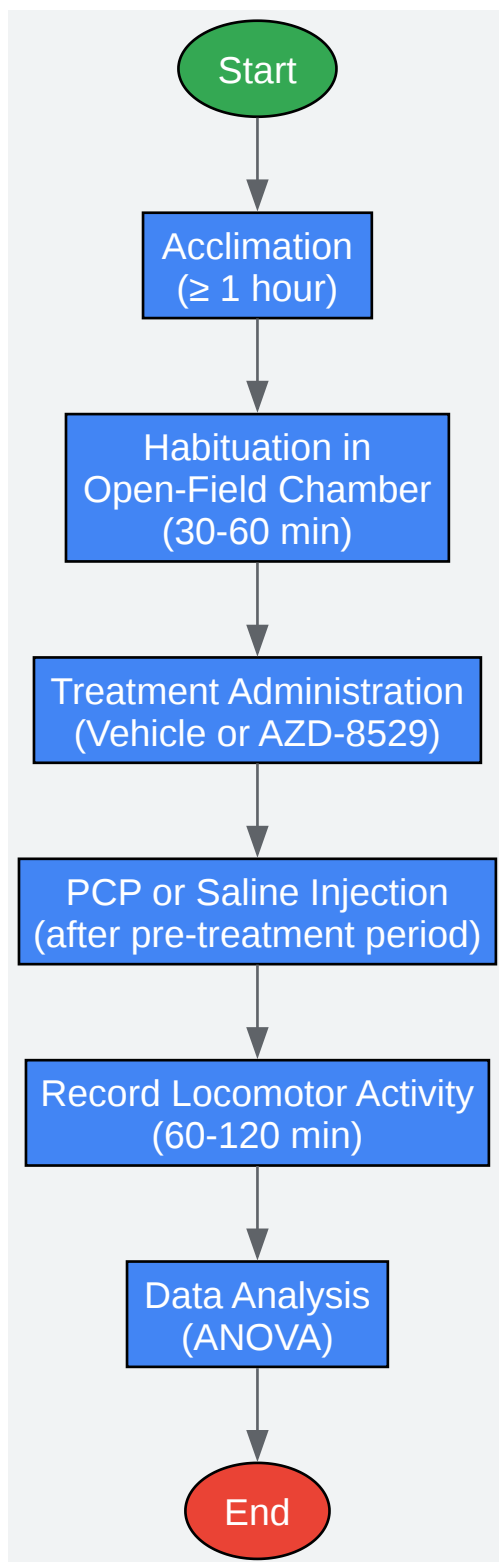 Start
Acclimation
(≥ 1 hour)
Habituation in
Open-Field Chamber
(30-60 min)
Treatment Administration
(Vehicle or AZD-8529)
PCP or Saline Injection
(after pre-treatment period)
Record Locomotor Activity
(60-120 min)
Data Analysis
(ANOVA)
End